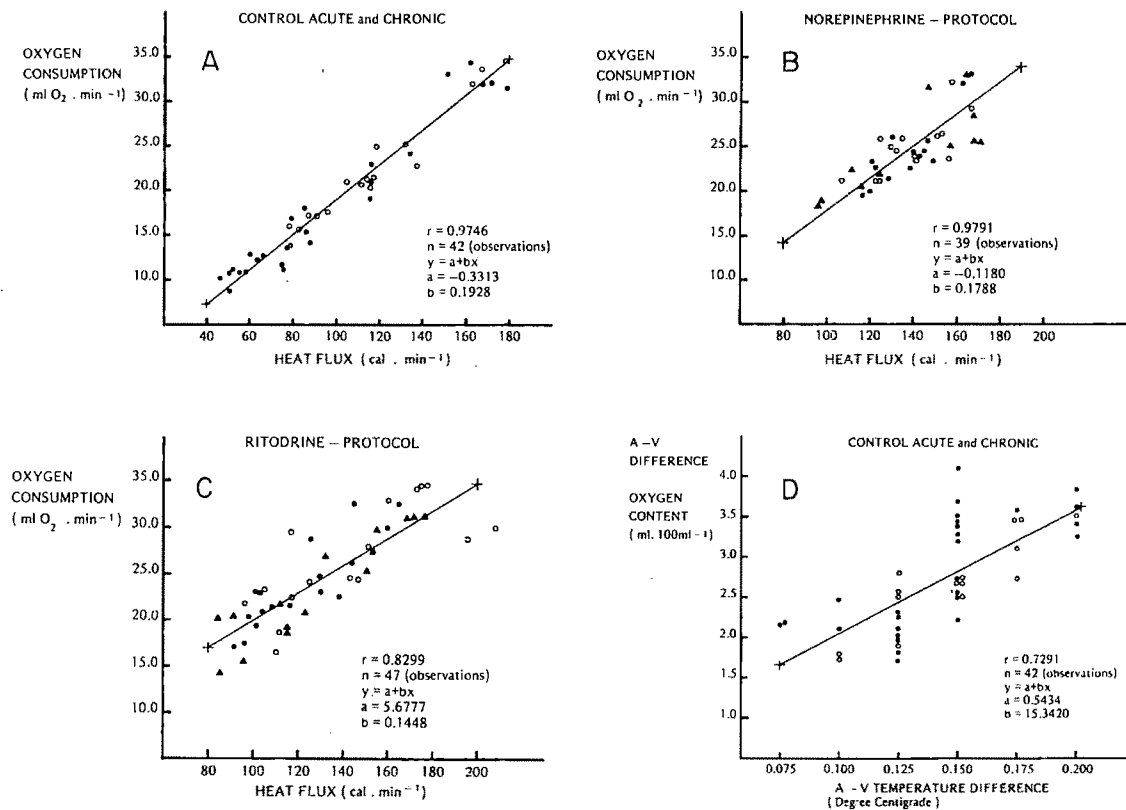 CONTROL ACUTE and CHRONIC
OXYGEN
CONSUMPTION
( ml O2 . min−1)
A
35.0
30.0
25.0
20.0
15.0
10.0
r = 0.9746
n = 42 (observations)
y = a+bx
a = −0.3313
b = 0.1928
40 60 80 100 120 140 160 180
HEAT FLUX ( cal . min−1)
NOREPINEPHRINE – PROTOCOL
OXYGEN
CONSUMPTION
( ml O2 . min−1)
B
35.0
30.0
25.0
20.0
15.0
10.0
r = 0.9791
n = 39 (observations)
y = a+bx
a = −0.1180
b = 0.1788
80 100 120 140 160 180 200
HEAT FLUX ( cal . min−1)
RITODRINE – PROTOCOL
OXYGEN
CONSUMPTION
( ml O2 . min−1)
C
35.0
30.0
25.0
20.0
15.0
10.0
r = 0.8299
n = 47 (observations)
y = a+bx
a = 5.6777
b = 0.1448
80 100 120 140 160 180 200
HEAT FLUX ( cal . min−1)
A –V
DIFFERENCE
OXYGEN
CONTENT
( ml. 100ml−1)
CONTROL ACUTE and CHRONIC
D
4.0
3.5
3.0
2.5
2.0
1.5
1.0
r = 0.7291
n = 42 (observations)
y = a+bx
a = 0.5434
b = 15.3420
0.075 0.100 0.125 0.150 0.175 0.200
A – V TEMPERATURE DIFFERENCE
( Degree Centigrade )